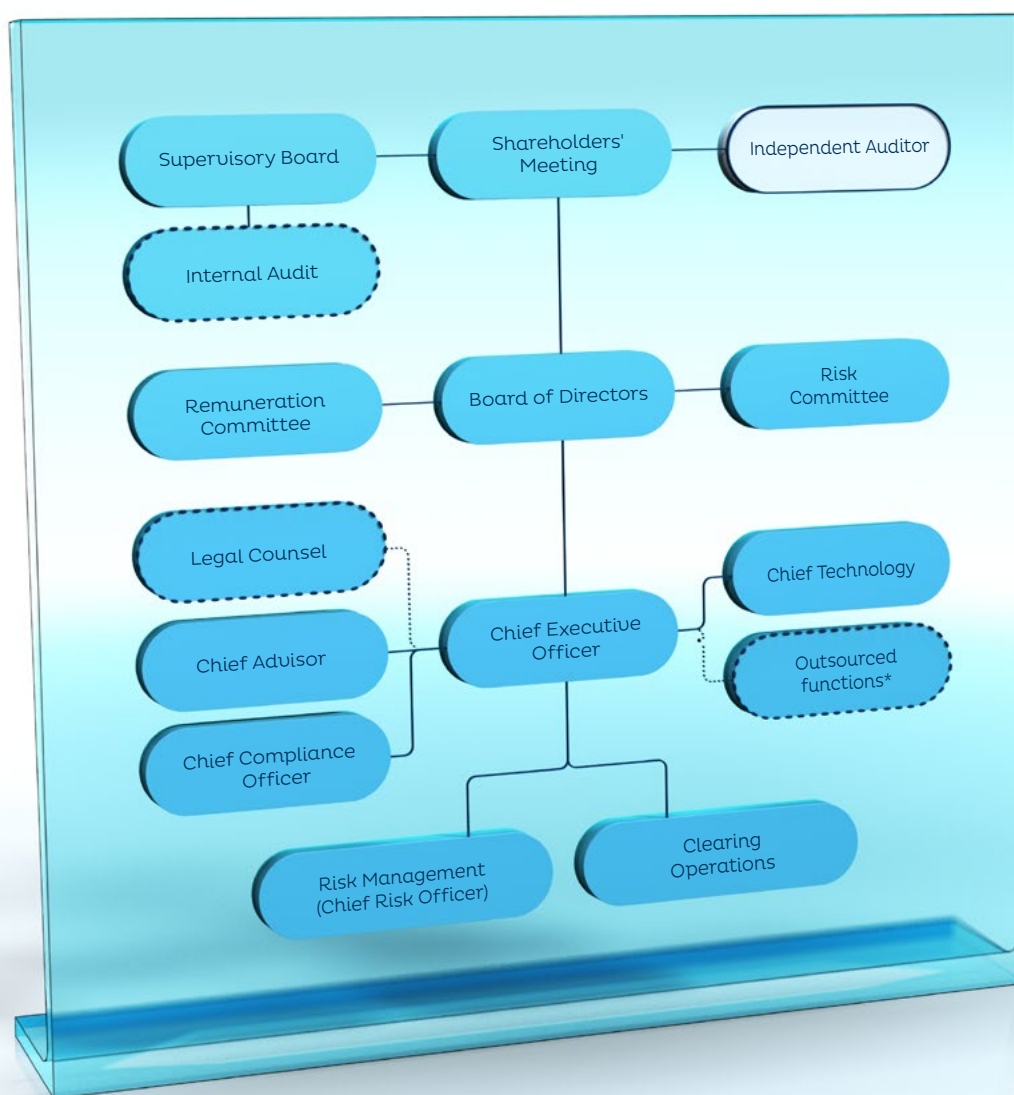 Supervisory Board
Shareholders'
Meeting
Independent Auditor
Internal Audit
Remuneration
Committee
Board of Directors
Risk
Committee
Legal Counsel
Chief Advisor
Chief Compliance
Officer
Chief Executive
Officer
Chief Technology
Outsourced
functions*
Risk Management
(Chief Risk Officer)
Clearing
Operations